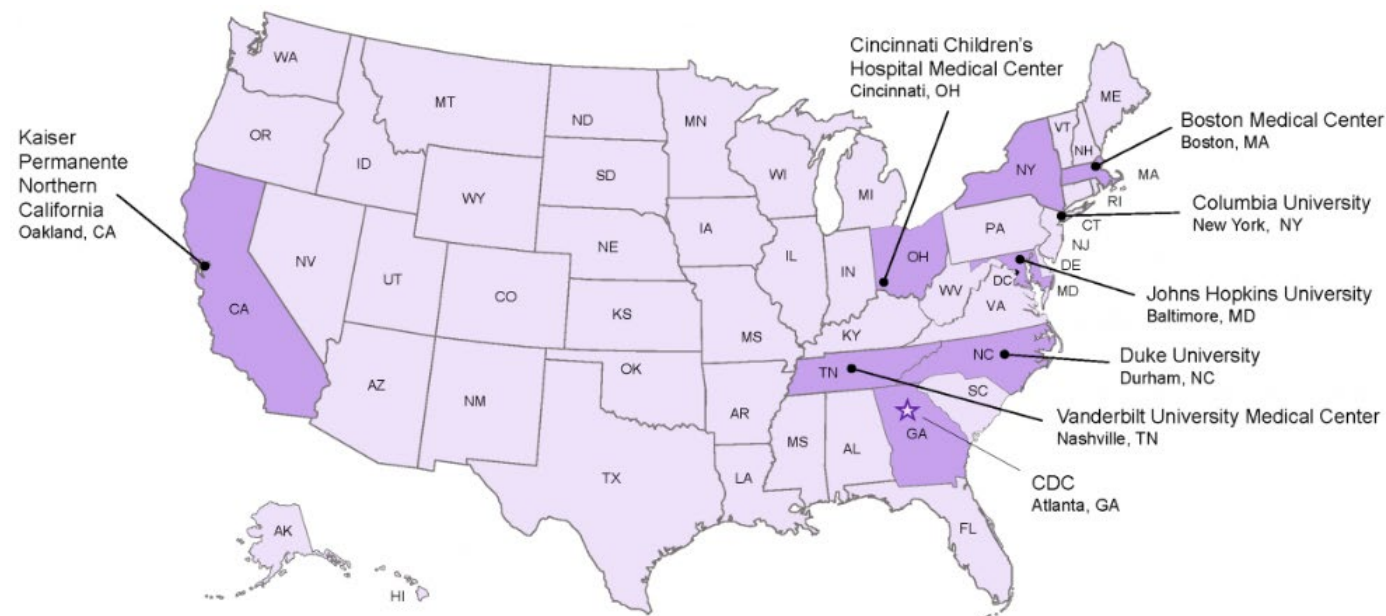 Cincinnati Children's
Hospital Medical Center
Cincinnati, OH
Boston Medical Center
Boston, MA
Columbia University
New York, NY
Johns Hopkins University
Baltimore, MD
Duke University
Durham, NC
Vanderbilt University Medical Center
Nashville, TN
CDC
Atlanta, GA
Kaiser
Permanente
Northern
California
Oakland, CA
WA
OR
CA
NV
ID
MT
WY
UT
AZ
CO
NM
ND
SD
NE
KS
OK
TX
MN
IA
MS
AR
LA
WI
IL
MI
IN
OH
KY
TN
MS
AL
GA
FL
SC
NC
VA
WV
DC
PA
NY
VT
NH
ME
MA
RI
CT
NJ
DE
MD
AK
HI